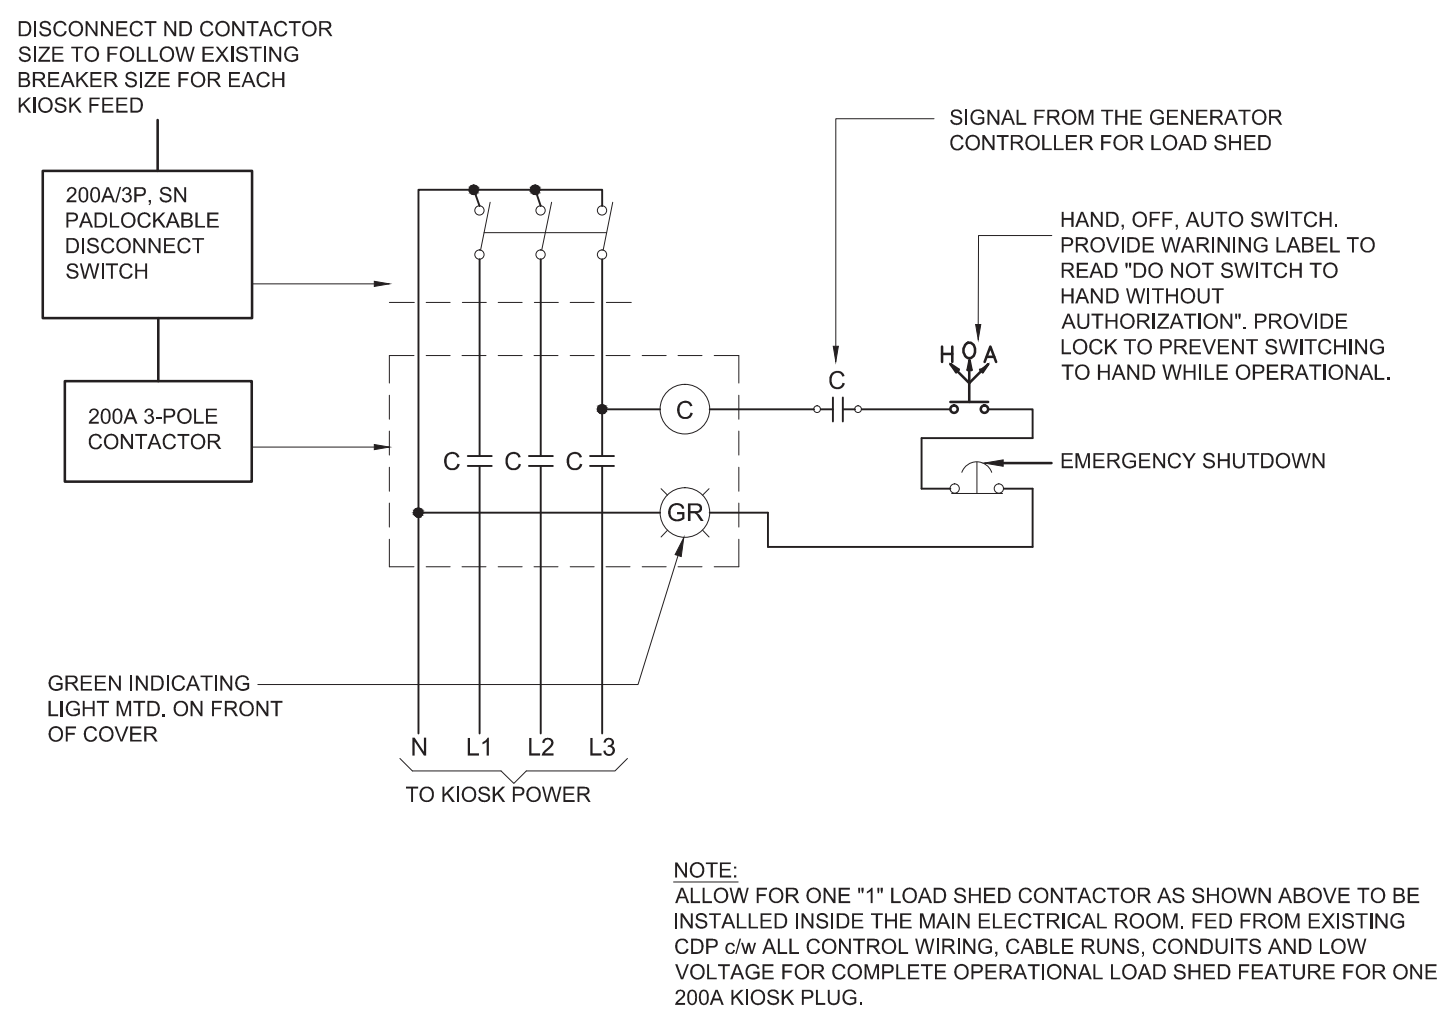 DISCONNECT ND CONTACTOR
SIZE TO FOLLOW EXISTING
BREAKER SIZE FOR EACH
KIOSK FEED
200A/3P, SN
PADLOCKABLE
DISCONNECT
SWITCH
200A 3-POLE
CONTACTOR
SIGNAL FROM THE GENERATOR
CONTROLLER FOR LOAD SHED
HAND, OFF, AUTO SWITCH.
PROVIDE WARINING LABEL TO
READ "DO NOT SWITCH TO
HAND WITHOUT
AUTHORIZATION". PROVIDE
LOCK TO PREVENT SWITCHING
TO HAND WHILE OPERATIONAL.
H O A
C
C
C C C
EMERGENCY SHUTDOWN
GR
GREEN INDICATING
LIGHT MTD. ON FRONT
OF COVER
N L1 L2 L3
TO KIOSK POWER
NOTE:
ALLOW FOR ONE "1" LOAD SHED CONTACTOR AS SHOWN ABOVE TO BE
INSTALLED INSIDE THE MAIN ELECTRICAL ROOM. FED FROM EXISTING
CDP c/w ALL CONTROL WIRING, CABLE RUNS, CONDUITS AND LOW
VOLTAGE FOR COMPLETE OPERATIONAL LOAD SHED FEATURE FOR ONE
200A KIOSK PLUG.